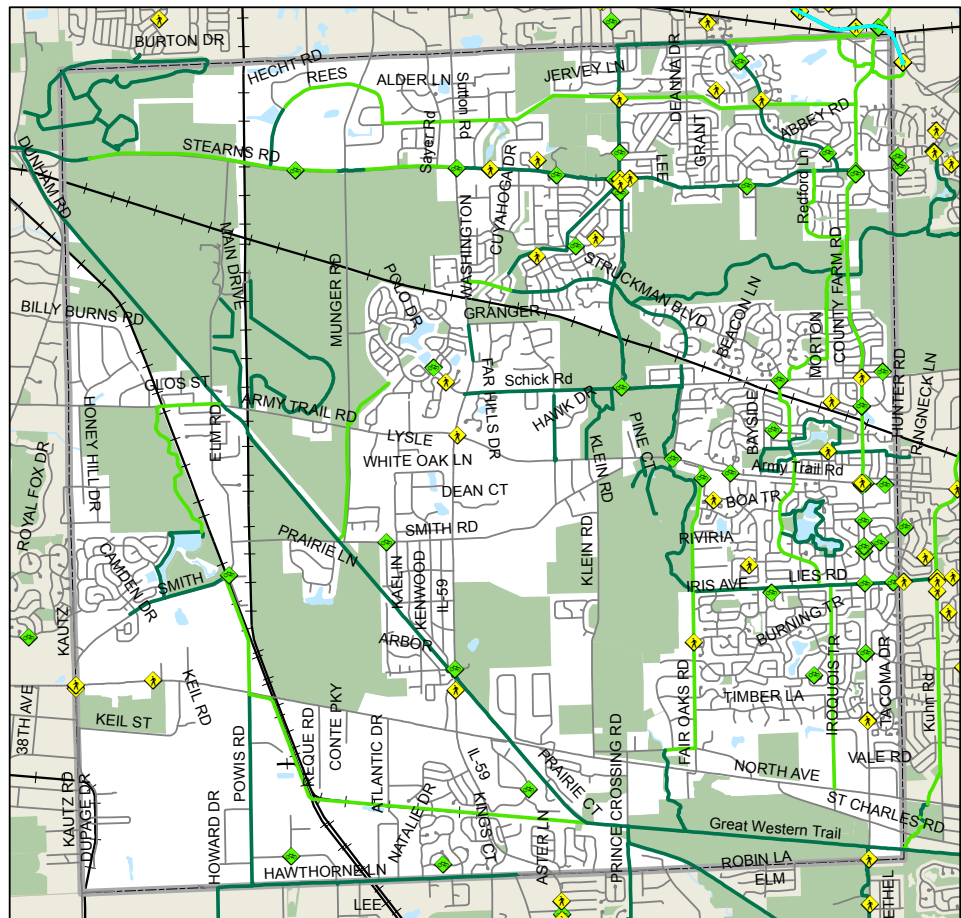 BURTON DR
HECHT RD
REES
ALDER LN
Sutton Rd
JERVEY LN
DEANNA DR
GRANT
ABBEY RD
STEARNS RD
Sayer Rd
LEE
Redford Ln
DUNHAM RD
CUYAHOGA DR
WASHINGTON
MAIN DRIVE
MUNGER RD
POLO DR
STRUCKMAN BLVD
BEACON LN
MORTON
COUNTY FARM RD
BILLY BURNS RD
GRANGER
HUNTER RD
RINGNECK LN
GLOS ST
ARMY TRAIL RD
FAR HILLS DR
Schick Rd
HAWK DR
PINE CT
BAYSIDE
HONEY HILL DR
ELM RD
LYSLE
WHITE OAK LN
KLEIN RD
Army Trail Rd
ROYAL FOX DR
DEAN CT
BOA TR
SMITH RD
PRAIRIE LN
KLEIN RD
RIVIRIA
CAMDEN DR
SMITH
KAELIN
KENWOOD
IL-59
IRIS AVE
LIES RD
KAUTZ
ARBOR
BURNING TR
38TH AVE
KEIL RD
FAIR OAKS RD
TIMBER LA
IROQUOIS TR
TACOMA DR
Kunn Rd
KEIL ST
POWIS RD
REQUE RD
CONTE PKY
ATLANTIC DR
IL-59
PRAIRIE CT
PRINCE CROSSING RD
NORTH AVE
VALE RD
KAUTZ RD
DUPAGE DR
HOWARD DR
NATALIE DR
KINGS CT
ASTER LN
ST CHARLES RD
Great Western Trail
HAWTHORNE LN
ROBIN LA
ELM
LEE
ETHEL